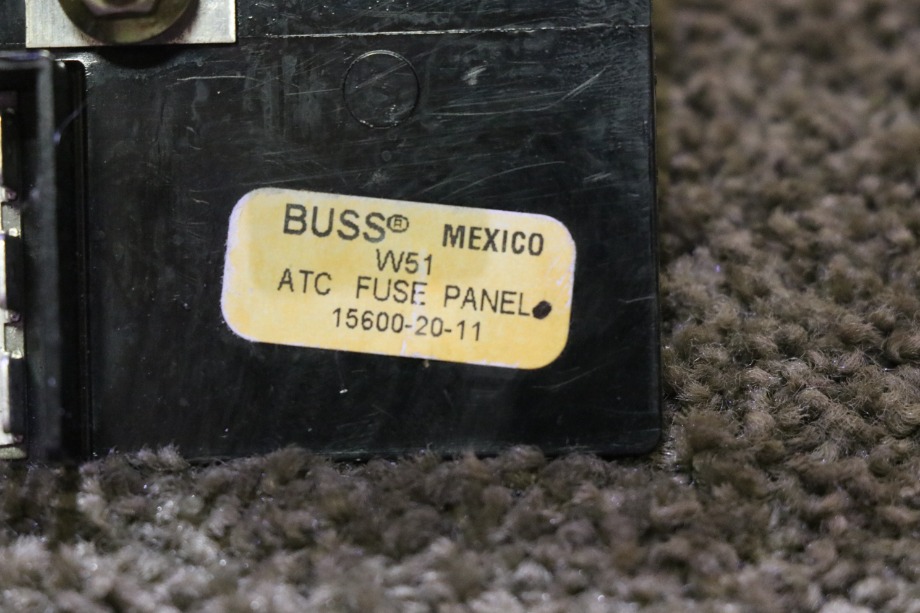 BUSS® MEXICO
W51
ATC FUSE PANEL
15600-20-11